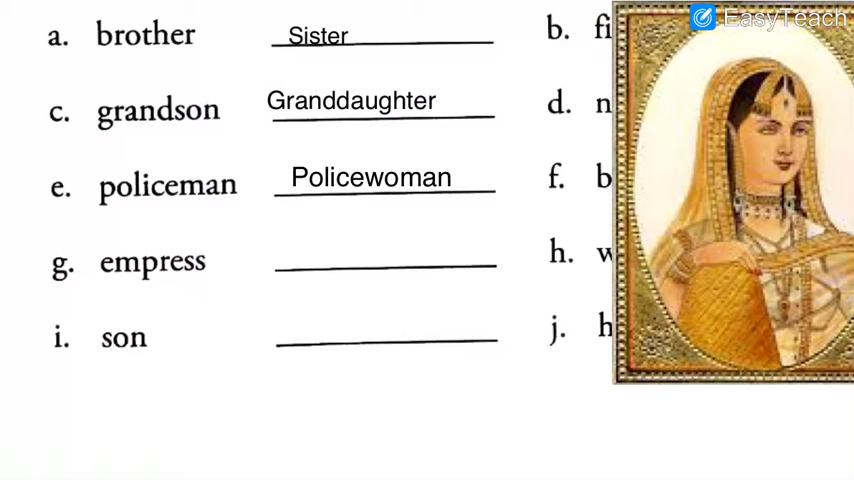 EasyTeach
a. brother Sister b. fi
c. grandson Granddaughter d. n
e. policeman Policewoman f. b
g. empress h. w
i. son j. h